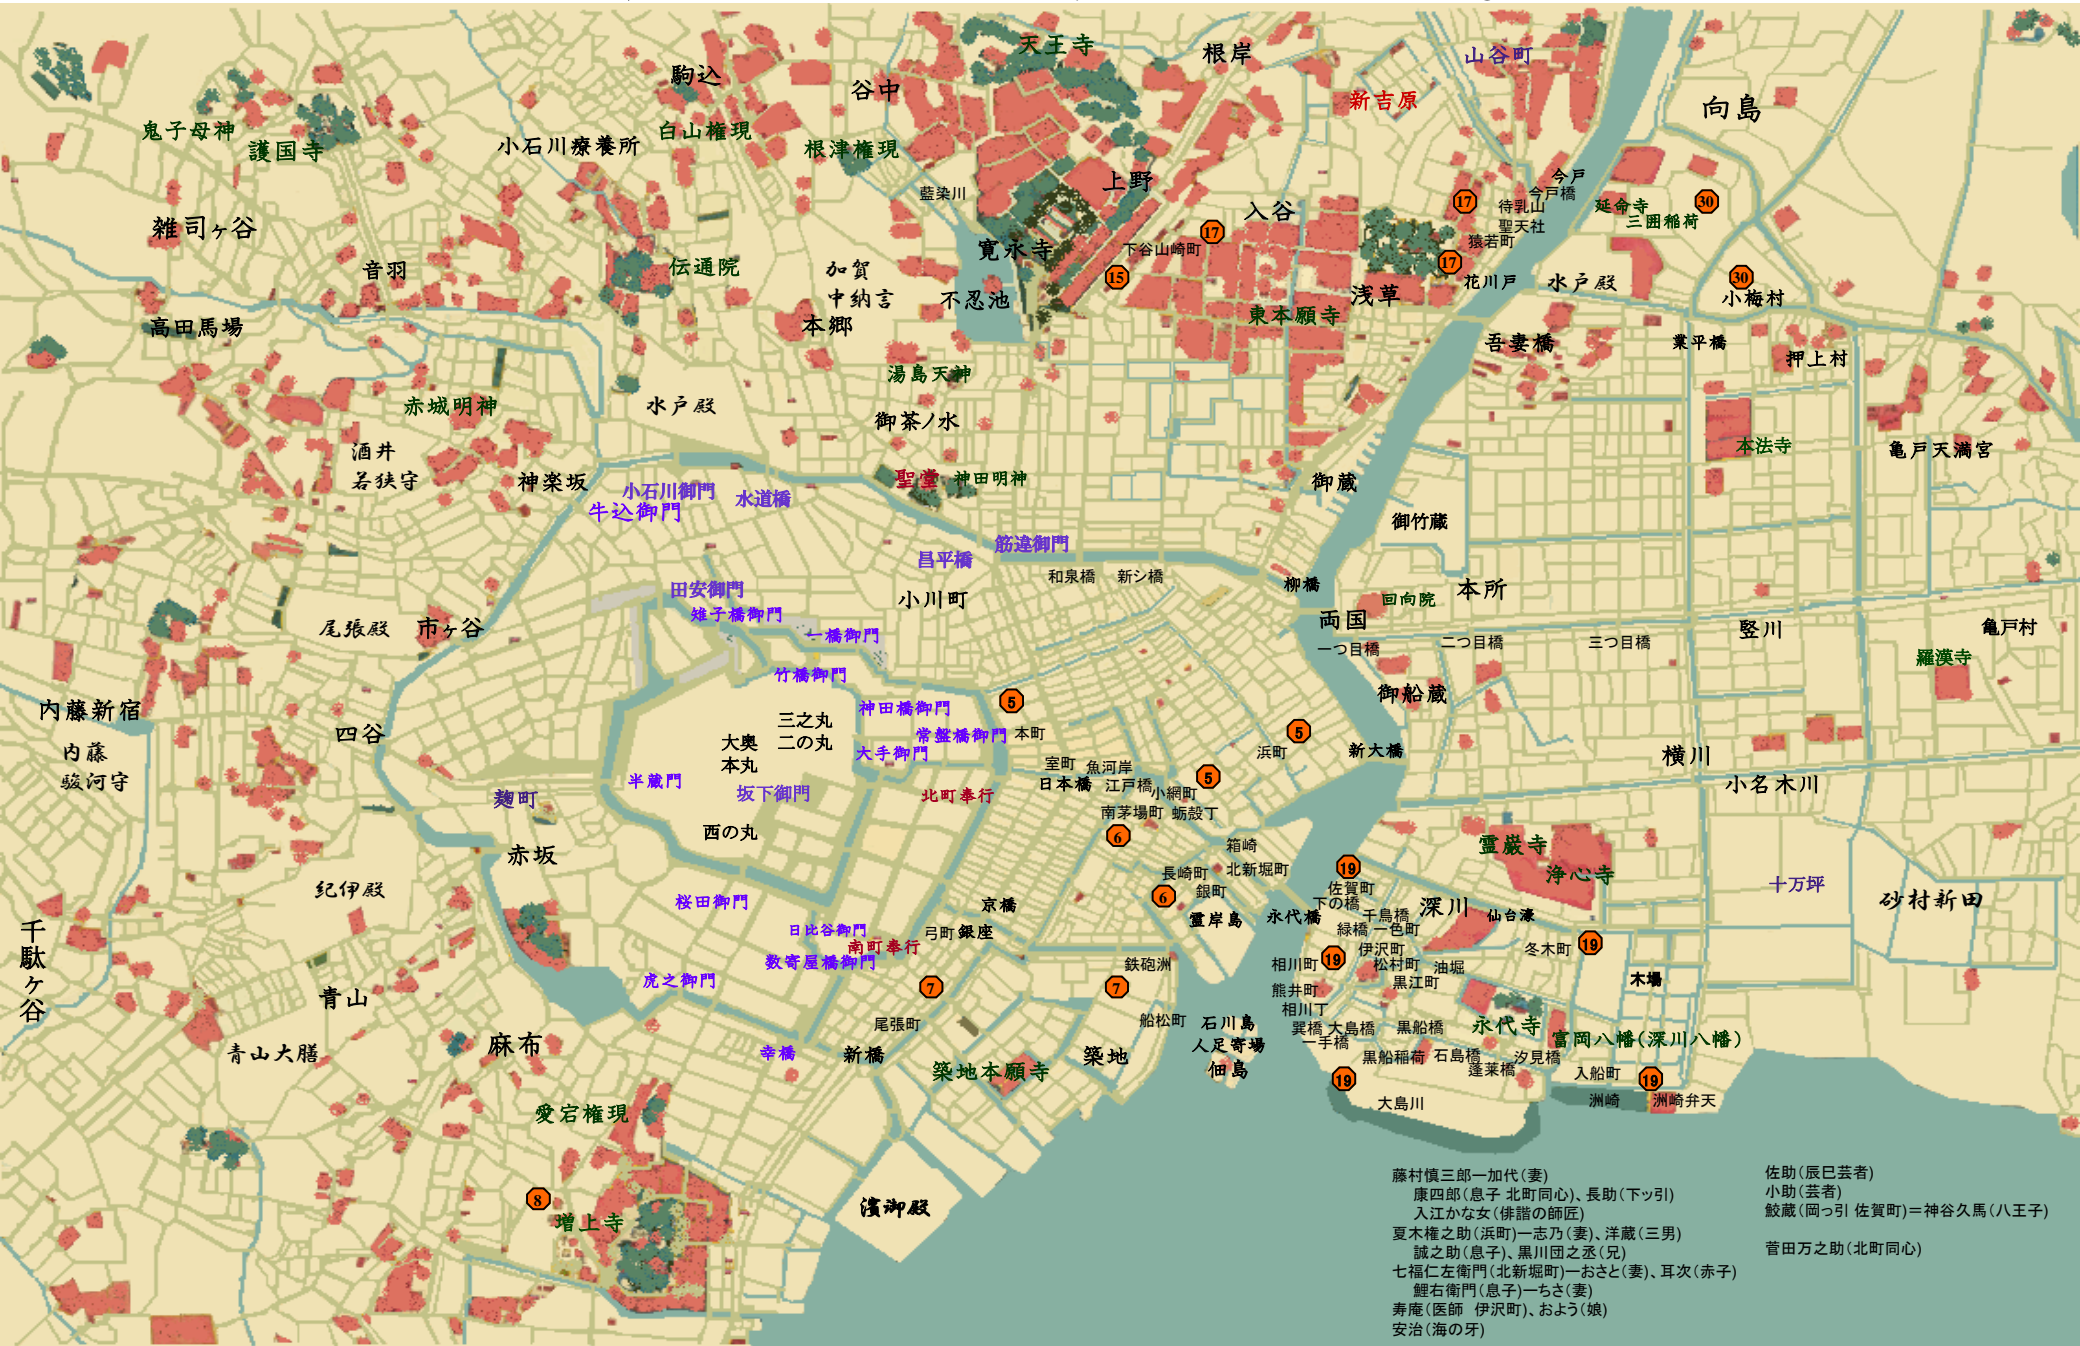 天王寺
根岸
山谷町
駒込
谷中
新吉原
向島
鬼子母神
護国寺
小石川療養所
白山権現
根津権現
上野
今戸
今戸橋
藍染川
17
待乳山
聖天社
延命寺
三囲稲荷
30
雑司ヶ谷
入谷
17
猿若町
寛永寺
下谷山崎町
音羽
伝通院
加賀
中納言
本郷
不忍池
15
17
花川戸
水戸殿
30
小梅村
浅草
東本願寺
高田馬場
吾妻橋
業平橋
押上村
湯島天神
赤城明神
水戸殿
御茶ノ水
酒井
若狭守
本法寺
亀戸天満宮
神楽坂
小石川御門
牛込御門
水道橋
聖堂
神田明神
御蔵
御竹蔵
昌平橋
筋違御門
和泉橋
新シ橋
柳橋
本所
田安御門
雉子橋御門
小川町
回向院
両国
尾張殿
市ヶ谷
一橋御門
一つ目橋
二つ目橋
三つ目橋
竪川
亀戸村
羅漢寺
竹橋御門
御船蔵
内藤新宿
内藤
駿河守
四谷
三之丸
二の丸
大奥
本丸
神田橋御門
常盤橋御門
大手御門
5
本町
5
浜町
新大橋
横川
小名木川
半蔵門
坂下御門
室町
魚河岸
日本橋
江戸橋
5
小網町
麹町
北町奉行
南茅場町
蛎殻丁
西の丸
6
赤坂
箱崎
霊巌寺
浄心寺
紀伊殿
長崎町
北新堀町
19
佐賀町
下の橋
十万坪
砂村新田
桜田御門
6
銀町
京橋
霊岸島
永代橋
千鳥橋
深川
仙台濠
緑橋
一色町
千駄ヶ谷
日比谷御門
南町奉行
弓町
銀座
伊沢町
冬木町
19
数寄屋橋御門
鉄砲洲
相川町
19
松村町
油堀
虎之御門
7
7
熊井町
黒江町
木場
青山
尾張町
船松町
石川島
人足寄場
佃島
相川丁
巽橋
大島橋
黒船橋
永代寺
富岡八幡(深川八幡)
一手橋
青山大膳
麻布
幸橋
新橋
築地
黒船稲荷
石島橋
汐見橋
蓬莱橋
築地本願寺
19
入船町
19
大島川
洲崎
洲崎弁天
愛宕権現
8
増上寺
濱御殿
藤村慎三郎―加代(妻)
康四郎(息子 北町同心)、長助(下ッ引)
入江かな女(俳諧の師匠)
夏木権之助(浜町)―志乃(妻)、洋蔵(三男)
誠之助(息子)、黒川団之丞(兄)
七福仁左衛門(北新堀町)―おさと(妻)、耳次(赤子)
鯉右衛門(息子)―ちさ(妻)
寿庵(医師 伊沢町)、およう(娘)
安治(海の牙)
佐助(辰巳芸者)
小助(芸者)
鮫蔵(岡っ引 佐賀町)＝神谷久馬(八王子)
菅田万之助(北町同心)